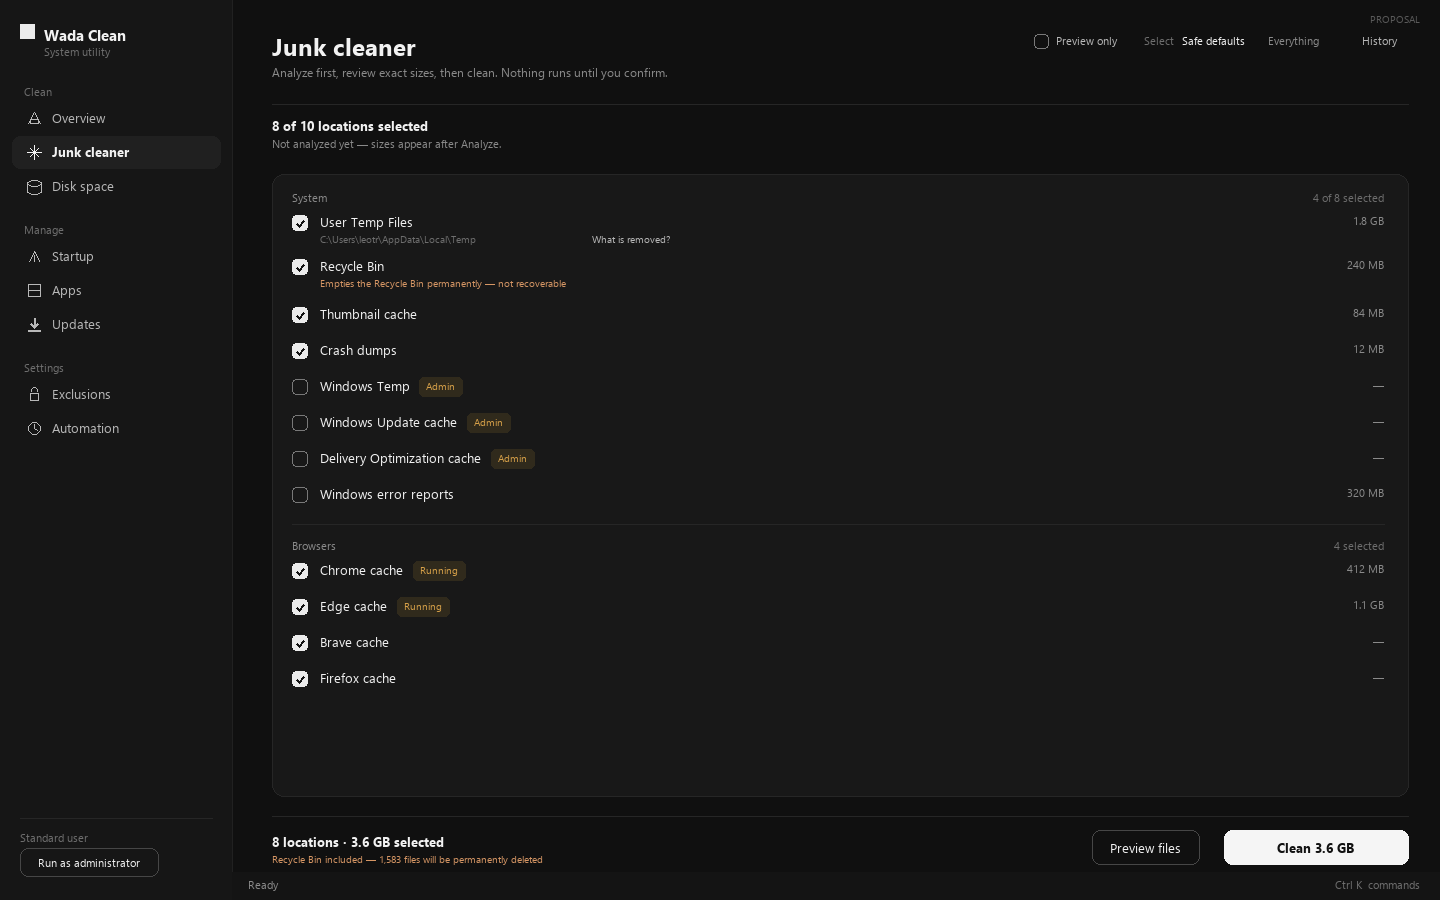 PROPOSAL
Wada Clean
System utility
Clean
Overview
Junk cleaner
Disk space
Manage
Startup
Apps
Updates
Settings
Exclusions
Automation
Standard user
Run as administrator
Junk cleaner
Analyze first, review exact sizes, then clean. Nothing runs until you confirm.
Preview only Select Safe defaults Everything History
8 of 10 locations selected
Not analyzed yet — sizes appear after Analyze.
System 4 of 8 selected
User Temp Files 1.8 GB
C:\Users\leotr\AppData\Local\Temp What is removed?
Recycle Bin 240 MB
Empties the Recycle Bin permanently — not recoverable
Thumbnail cache 84 MB
Crash dumps 12 MB
Windows Temp Admin —
Windows Update cache Admin —
Delivery Optimization cache Admin —
Windows error reports 320 MB
Browsers 4 selected
Chrome cache Running 412 MB
Edge cache Running 1.1 GB
Brave cache —
Firefox cache —
8 locations · 3.6 GB selected
Recycle Bin included — 1,583 files will be permanently deleted
Preview files Clean 3.6 GB
Ready Ctrl K commands